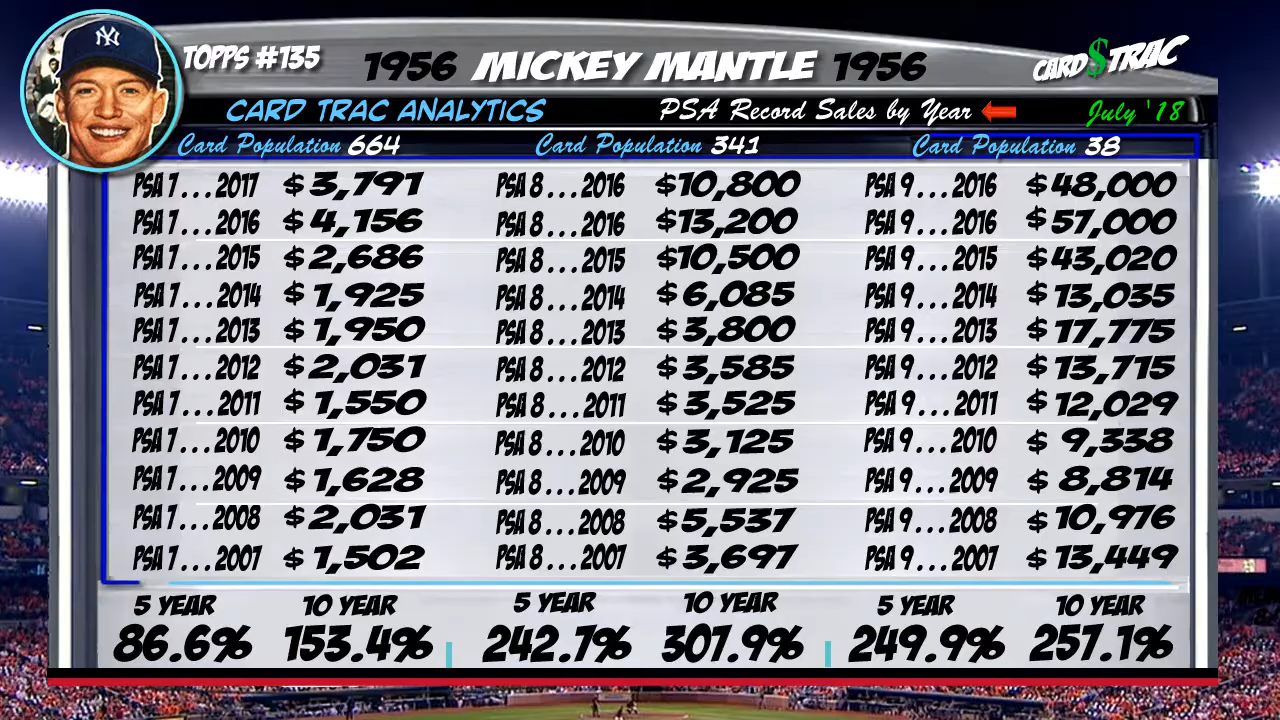 TOPPS #135 1956 MICKEY MANTLE 1956 CARD $ TRAC
NY
CARD TRAC ANALYTICS PSA Record Sales by Year July '18
Card Population 664 Card Population 341 Card Population 38
PSA 7...2017 $3,791 PSA 8...2016 $10,800 PSA 9...2016 $48,000
PSA 7...2016 $4,156 PSA 8...2016 $13,200 PSA 9...2016 $57,000
PSA 7...2015 $2,686 PSA 8...2015 $10,500 PSA 9...2015 $43,020
PSA 7...2014 $1,925 PSA 8...2014 $6,085 PSA 9...2014 $13,035
PSA 7...2013 $1,950 PSA 8...2013 $3,800 PSA 9...2013 $17,775
PSA 7...2012 $2,031 PSA 8...2012 $3,585 PSA 9...2012 $13,715
PSA 7...2011 $1,550 PSA 8...2011 $3,525 PSA 9...2011 $12,029
PSA 7...2010 $1,750 PSA 8...2010 $3,125 PSA 9...2010 $9,338
PSA 7...2009 $1,628 PSA 8...2009 $2,925 PSA 9...2009 $8,814
PSA 7...2008 $2,031 PSA 8...2008 $5,537 PSA 9...2008 $10,976
PSA 7...2007 $1,502 PSA 8...2007 $3,697 PSA 9...2007 $13,449
5 YEAR 10 YEAR 5 YEAR 10 YEAR 5 YEAR 10 YEAR
86.6% 153.4% 242.7% 307.9% 249.9% 257.1%